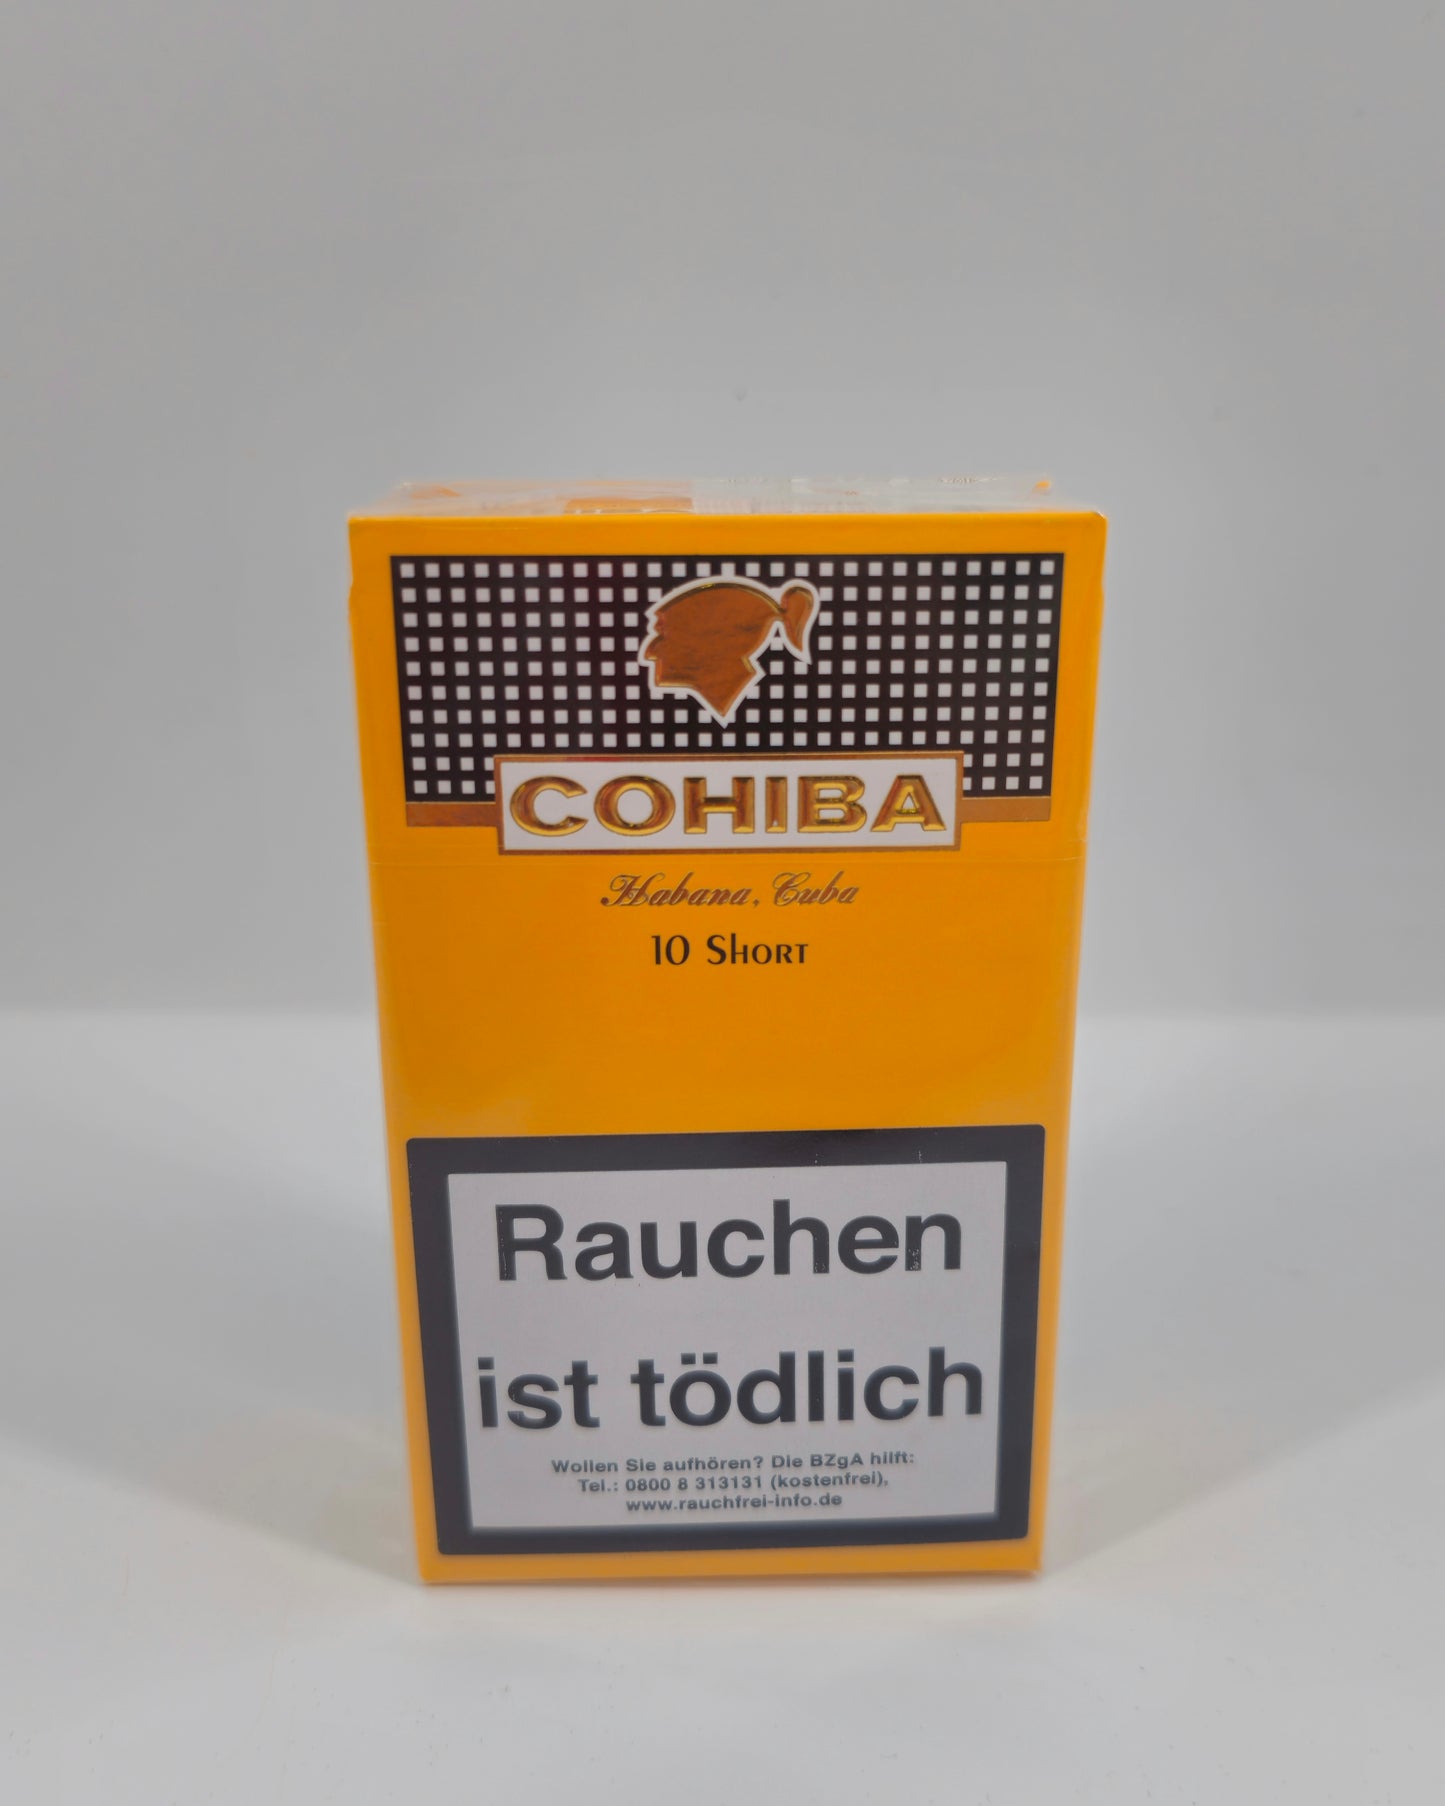 COHIBA
Habana, Cuba
10 Short
Rauchen
ist tödlich
Wollen Sie aufhören? Die BZgA hilft:
Tel.: 0800 8 313131 (kostenfrei),
www.rauchfrei-info.de